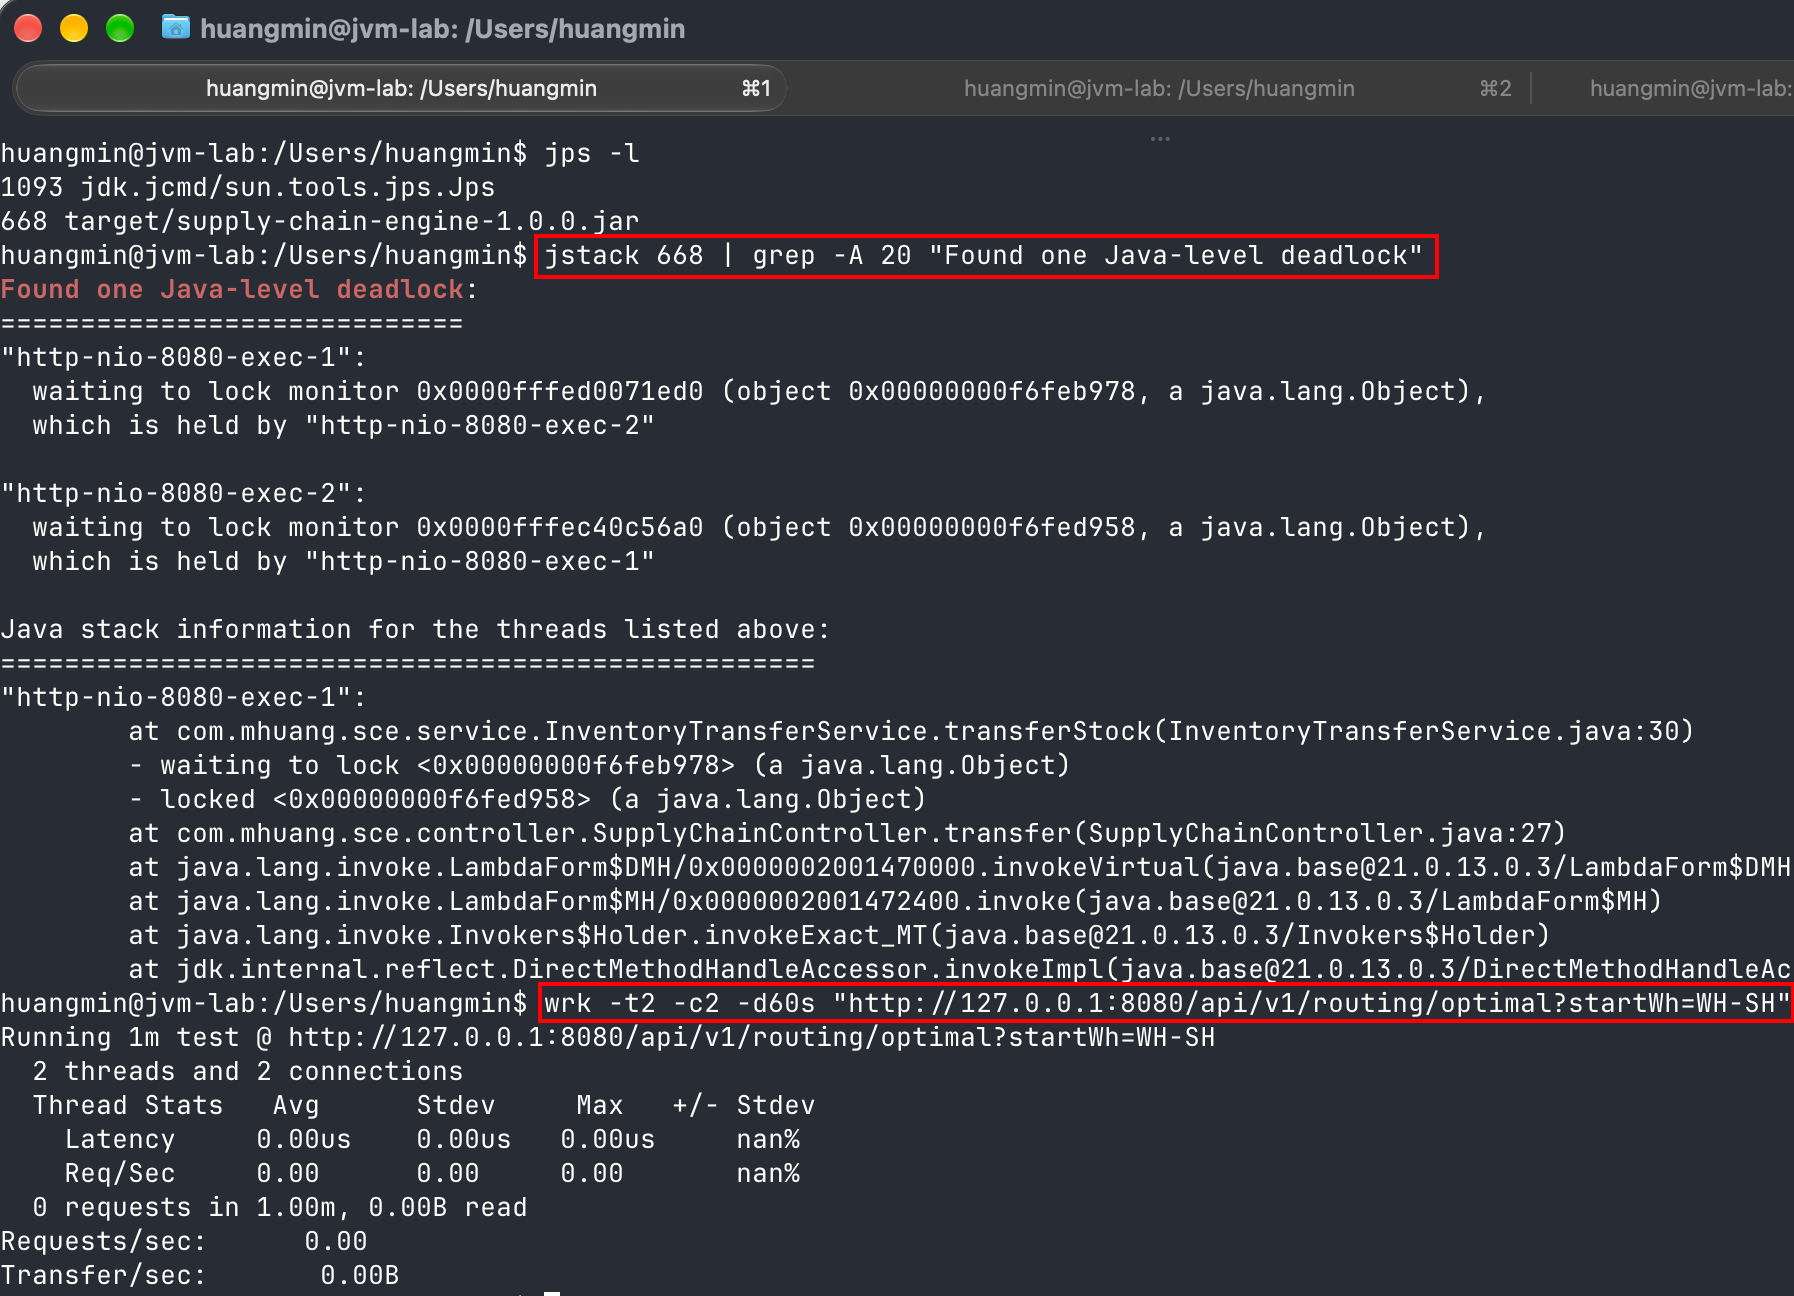 huangmin@jvm-lab: /Users/huangmin
huangmin@jvm-lab: /Users/huangmin ⌘1 huangmin@jvm-lab: /Users/huangmin ⌘2 huangmin@jvm-lab:
...
huangmin@jvm-lab:/Users/huangmin$ jps -l
1093 jdk.jcmd/sun.tools.jps.Jps
668 target/supply-chain-engine-1.0.0.jar
huangmin@jvm-lab:/Users/huangmin$ jstack 668 | grep -A 20 "Found one Java-level deadlock"
Found one Java-level deadlock:
=============================
"http-nio-8080-exec-1":
  waiting to lock monitor 0x0000fffed0071ed0 (object 0x00000000f6feb978, a java.lang.Object),
  which is held by "http-nio-8080-exec-2"

"http-nio-8080-exec-2":
  waiting to lock monitor 0x0000fffec40c56a0 (object 0x00000000f6fed958, a java.lang.Object),
  which is held by "http-nio-8080-exec-1"

Java stack information for the threads listed above:
===================================================
"http-nio-8080-exec-1":
        at com.mhuang.sce.service.InventoryTransferService.transferStock(InventoryTransferService.java:30)
        - waiting to lock <0x00000000f6feb978> (a java.lang.Object)
        - locked <0x00000000f6fed958> (a java.lang.Object)
        at com.mhuang.sce.controller.SupplyChainController.transfer(SupplyChainController.java:27)
        at java.lang.invoke.LambdaForm$DMH/0x0000002001470000.invokeVirtual(java.base@21.0.13.0.3/LambdaForm$DMH
        at java.lang.invoke.LambdaForm$MH/0x0000002001472400.invoke(java.base@21.0.13.0.3/LambdaForm$MH)
        at java.lang.invoke.Invokers$Holder.invokeExact_MT(java.base@21.0.13.0.3/Invokers$Holder)
        at jdk.internal.reflect.DirectMethodHandleAccessor.invokeImpl(java.base@21.0.13.0.3/DirectMethodHandleAc
huangmin@jvm-lab:/Users/huangmin$ wrk -t2 -c2 -d60s "http://127.0.0.1:8080/api/v1/routing/optimal?startWh=WH-SH"
Running 1m test @ http://127.0.0.1:8080/api/v1/routing/optimal?startWh=WH-SH
  2 threads and 2 connections
  Thread Stats   Avg      Stdev     Max   +/- Stdev
    Latency     0.00us    0.00us   0.00us     nan%
    Req/Sec     0.00      0.00     0.00       nan%
  0 requests in 1.00m, 0.00B read
Requests/sec:      0.00
Transfer/sec:       0.00B